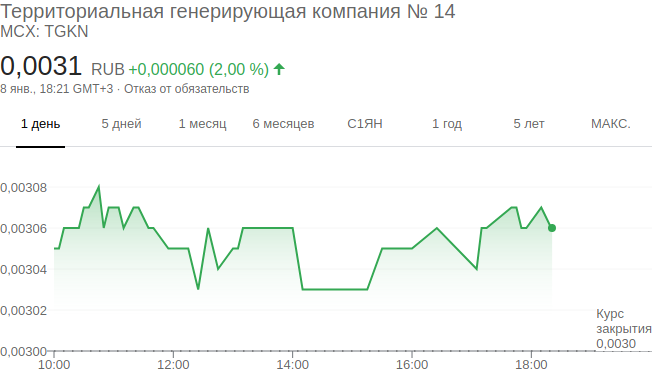 Территориальная генерирующая компания № 14
MCX: TGKN
0,0031 RUB +0,000060 (2,00 %)
8 янв., 18:21 GMT+3 · Отказ от обязательств
1 день 5 дней 1 месяц 6 месяцев С1ЯН 1 год 5 лет МАКС.
0,00308
0,00306
0,00304
0,00302
Курс
закрытия
0,0030
0,00300
10:00 12:00 14:00 16:00 18:00